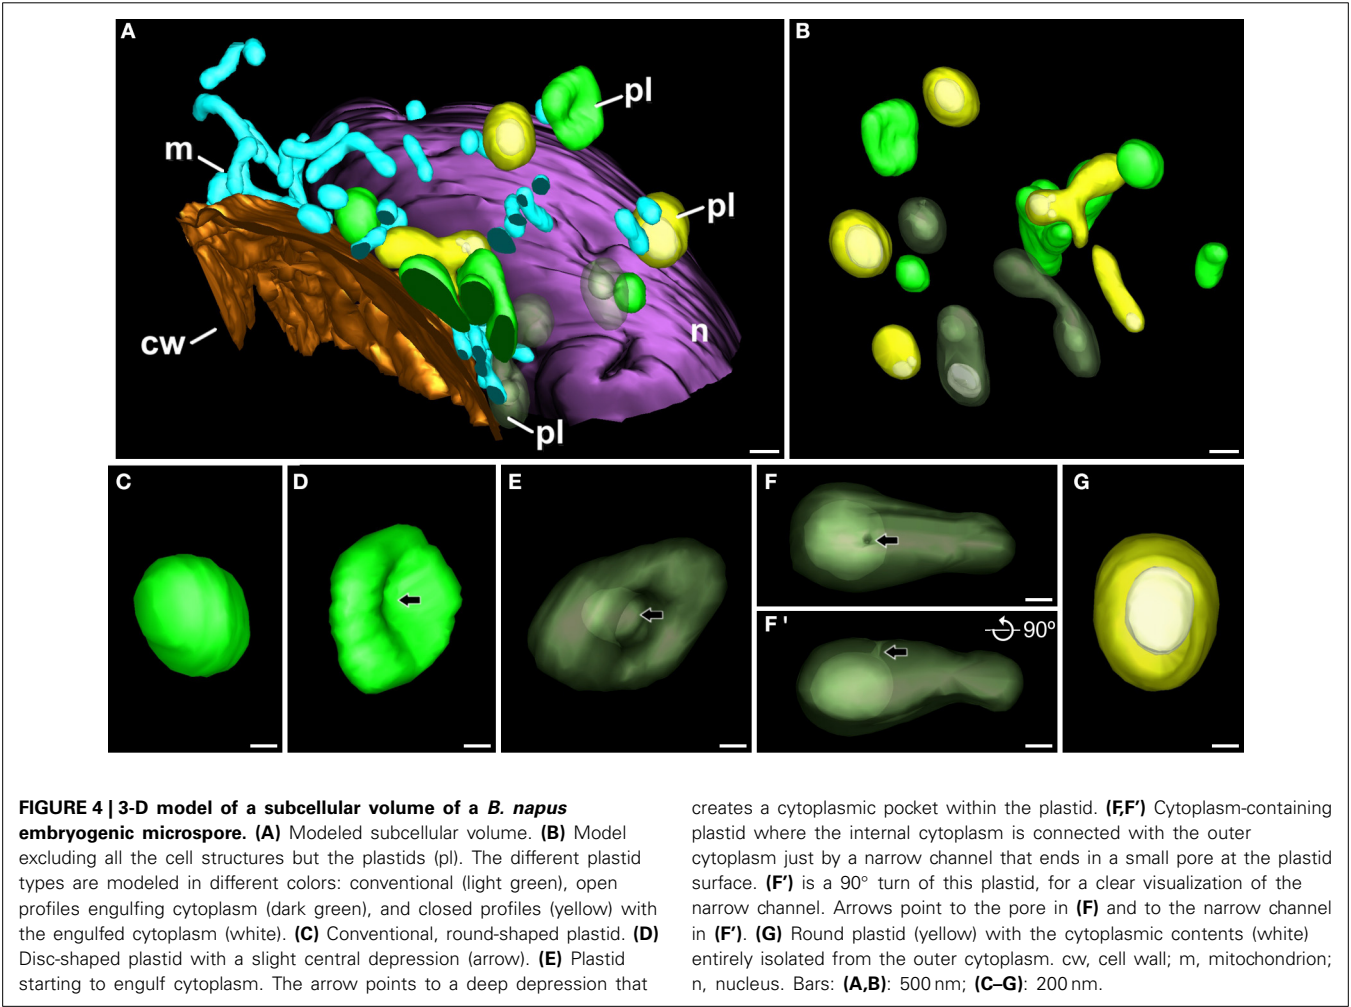 A
B
pl
m
pl
n
cw
pl
C
D
E
F
G
F'
90º
FIGURE 4 | 3-D model of a subcellular volume of a B. napus
embryogenic microspore. (A) Modeled subcellular volume. (B) Model
excluding all the cell structures but the plastids (pl). The different plastid
types are modeled in different colors: conventional (light green), open
profiles engulfing cytoplasm (dark green), and closed profiles (yellow) with
the engulfed cytoplasm (white). (C) Conventional, round-shaped plastid. (D)
Disc-shaped plastid with a slight central depression (arrow). (E) Plastid
starting to engulf cytoplasm. The arrow points to a deep depression that
creates a cytoplasmic pocket within the plastid. (F,F′) Cytoplasm-containing
plastid where the internal cytoplasm is connected with the outer
cytoplasm just by a narrow channel that ends in a small pore at the plastid
surface. (F′) is a 90° turn of this plastid, for a clear visualization of the
narrow channel. Arrows point to the pore in (F) and to the narrow channel
in (F′). (G) Round plastid (yellow) with the cytoplasmic contents (white)
entirely isolated from the outer cytoplasm. cw, cell wall; m, mitochondrion;
n, nucleus. Bars: (A,B): 500 nm; (C–G): 200 nm.